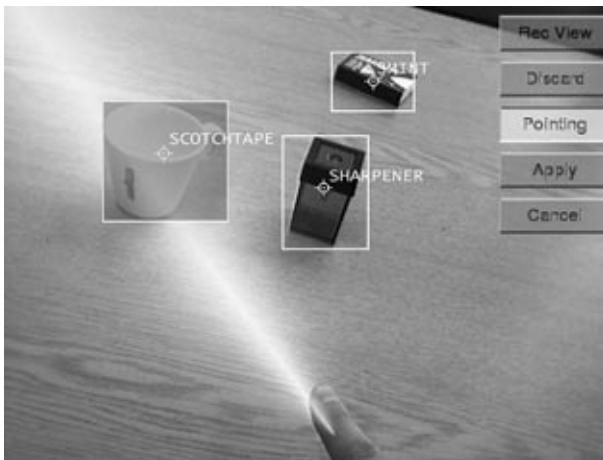 Rec View
Discard
SCOTCHTAPE
Pointing
SHARPENER
Apply
Cancel